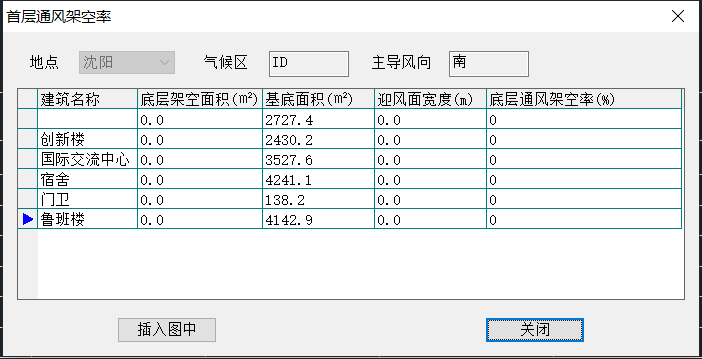 首层通风架空率
地点 沈阳 气候区 ID 主导风向 南
建筑名称 底层架空面积(m²) 基底面积(m²) 迎风面宽度(m) 底层通风架空率(%)
0.0 2727.4 0.0 0
创新楼 0.0 2430.2 0.0 0
国际交流中心 0.0 3527.6 0.0 0
宿舍 0.0 4241.1 0.0 0
门卫 0.0 138.2 0.0 0
鲁班楼 0.0 4142.9 0.0 0
插入图中 关闭